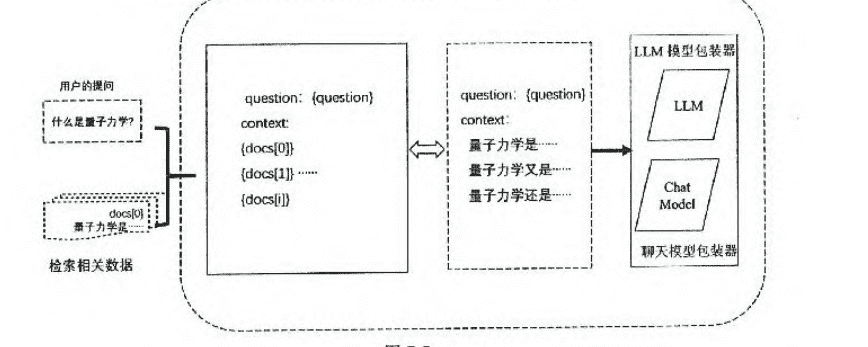 用户的提问
什么是量子力学?
docs[0]
量子力学是……
检索相关数据
question: {question}
context:
{docs[0]}
{docs[1]} ……
{docs[i]}
question: {question}
context:
量子力学是……
量子力学又是……
量子力学还是……
LLM 模型包装器
LLM
Chat
Model
聊天模型包装器